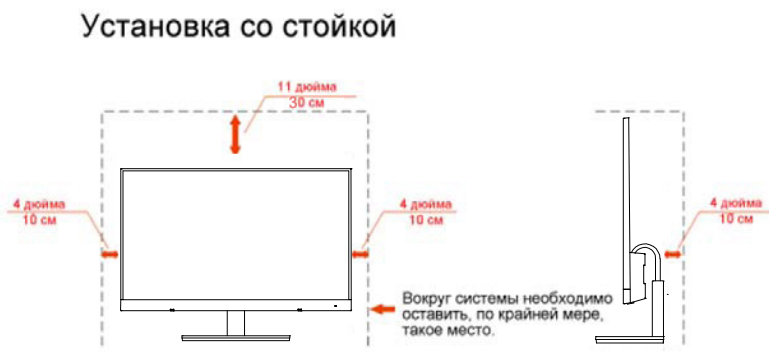 Установка со стойкой
11 дюйма
30 см
4 дюйма
10 см
4 дюйма
10 см
4 дюйма
10 см
Вокруг системы необходимо
оставить, по крайней мере,
такое место.